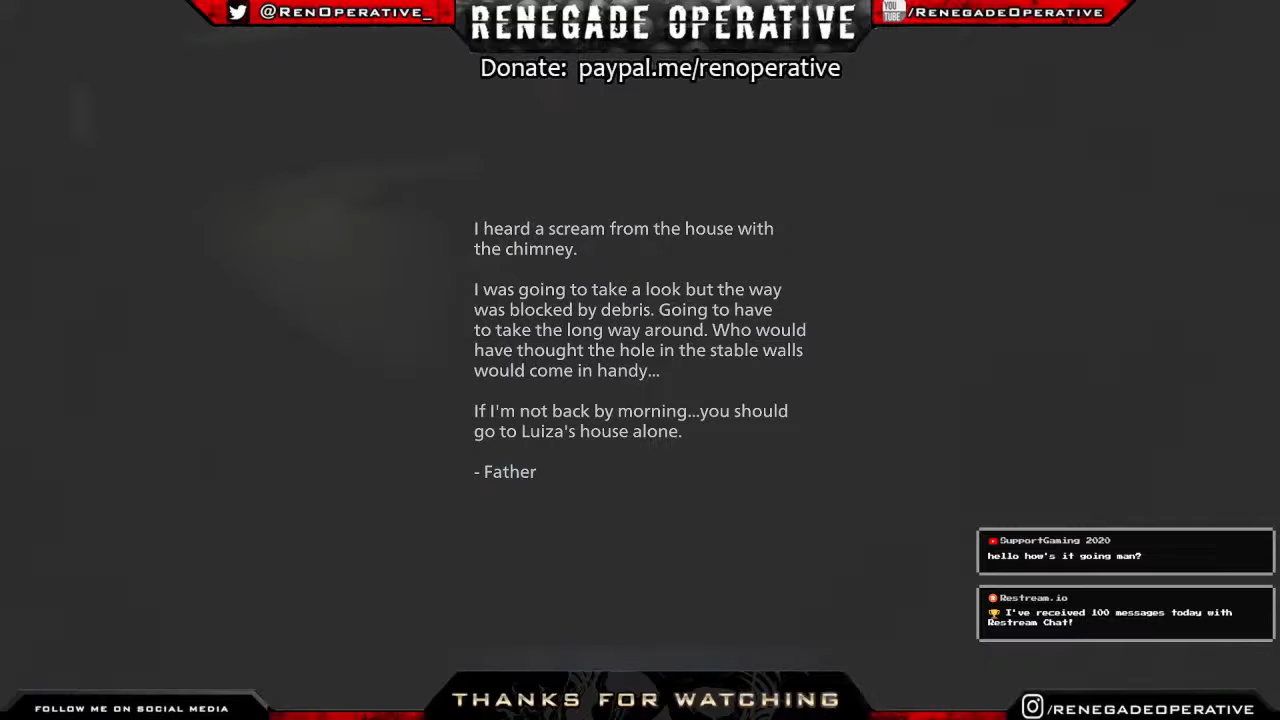 @RenOperative_
RENEGADE OPERATIVE
YOU TUBE
/RenegadeOperative
Donate: paypal.me/renoperative
I heard a scream from the house with
the chimney.
I was going to take a look but the way
was blocked by debris. Going to have
to take the long way around. Who would
have thought the hole in the stable walls
would come in handy...
If I'm not back by morning...you should
go to Luiza's house alone.
- Father
SupportGaming 2020
hello how's it going man?
Restream.io
I've received 100 messages today with
Restream Chat!
THANKS FOR WATCHING
FOLLOW ME ON SOCIAL MEDIA
/RENEGADEOPERATIVE